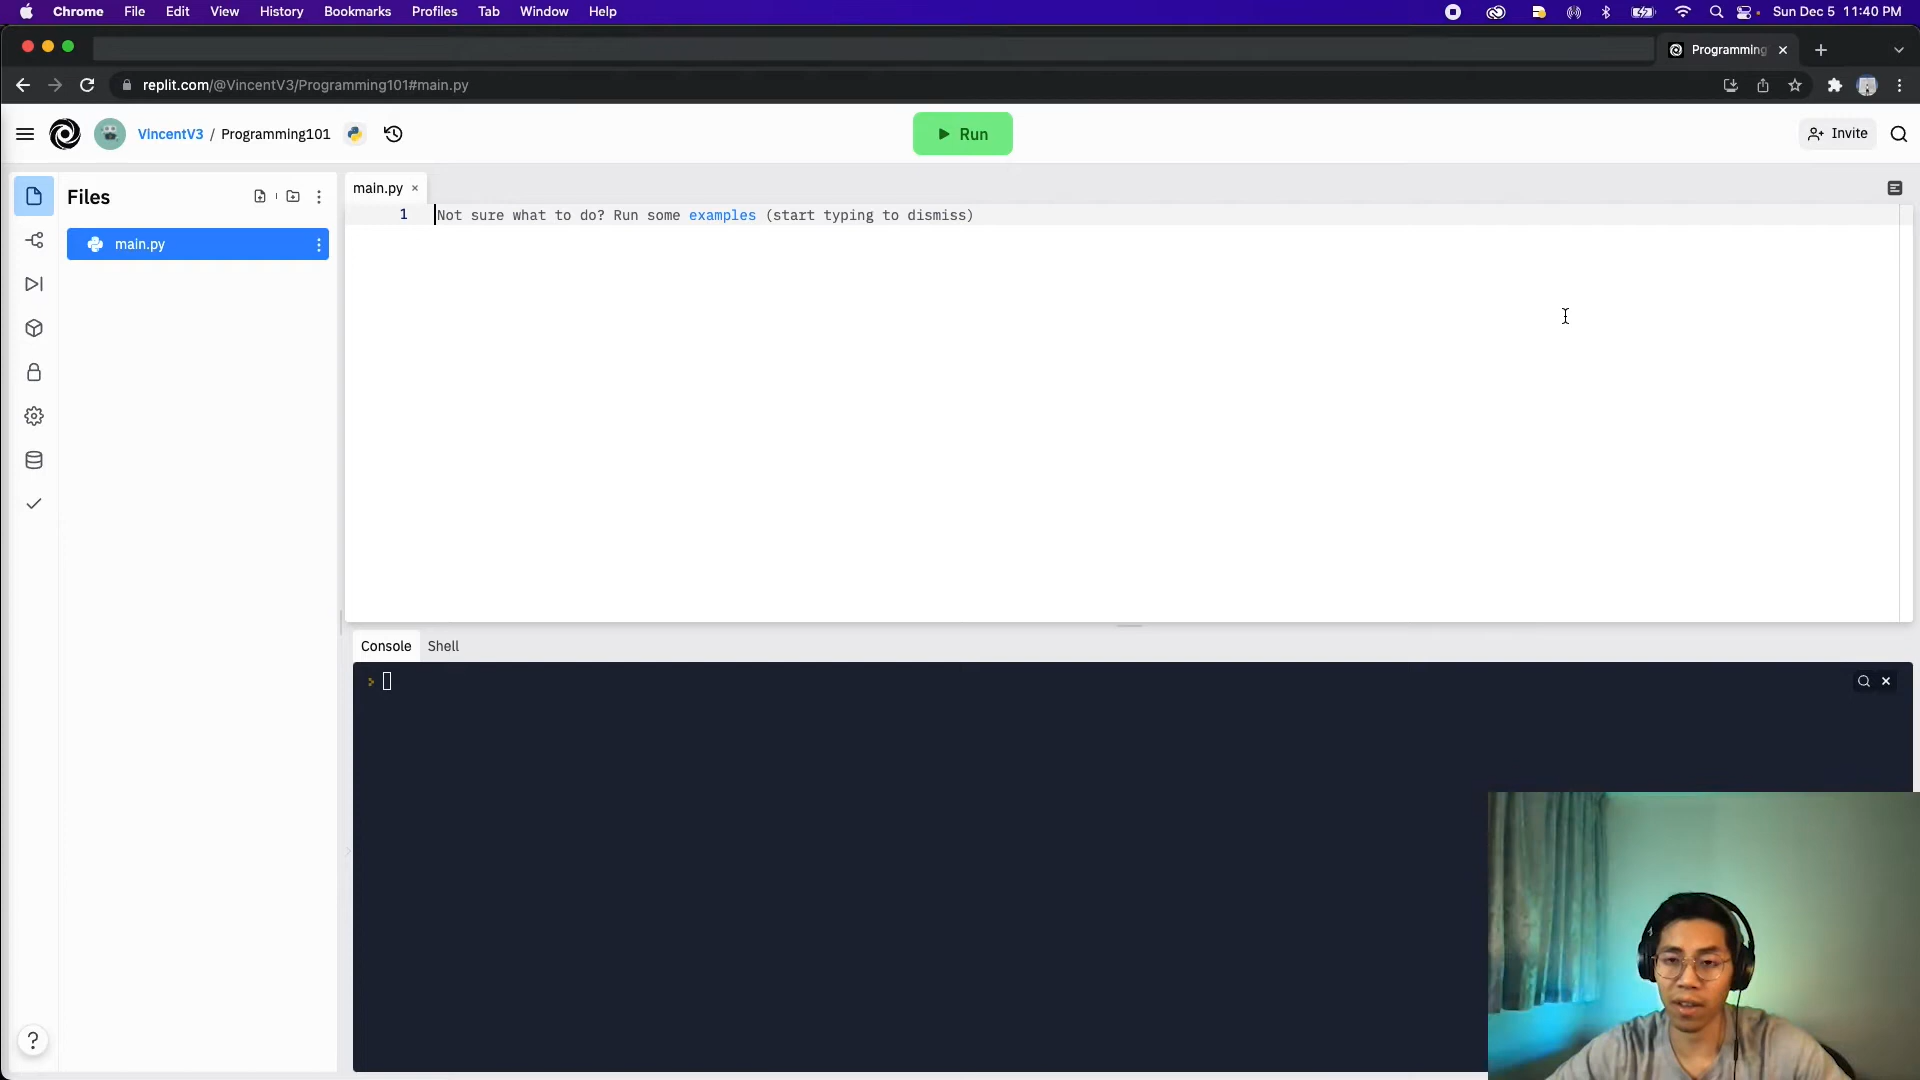 Chrome File Edit View History Bookmarks Profiles Tab Window Help Sun Dec 5 11:40 PM
Programming
replit.com/@VincentV3/Programming101#main.py
VincentV3 / Programming101 Run Invite
Files main.py ×
1 Not sure what to do? Run some examples (start typing to dismiss)
main.py
Console Shell
?